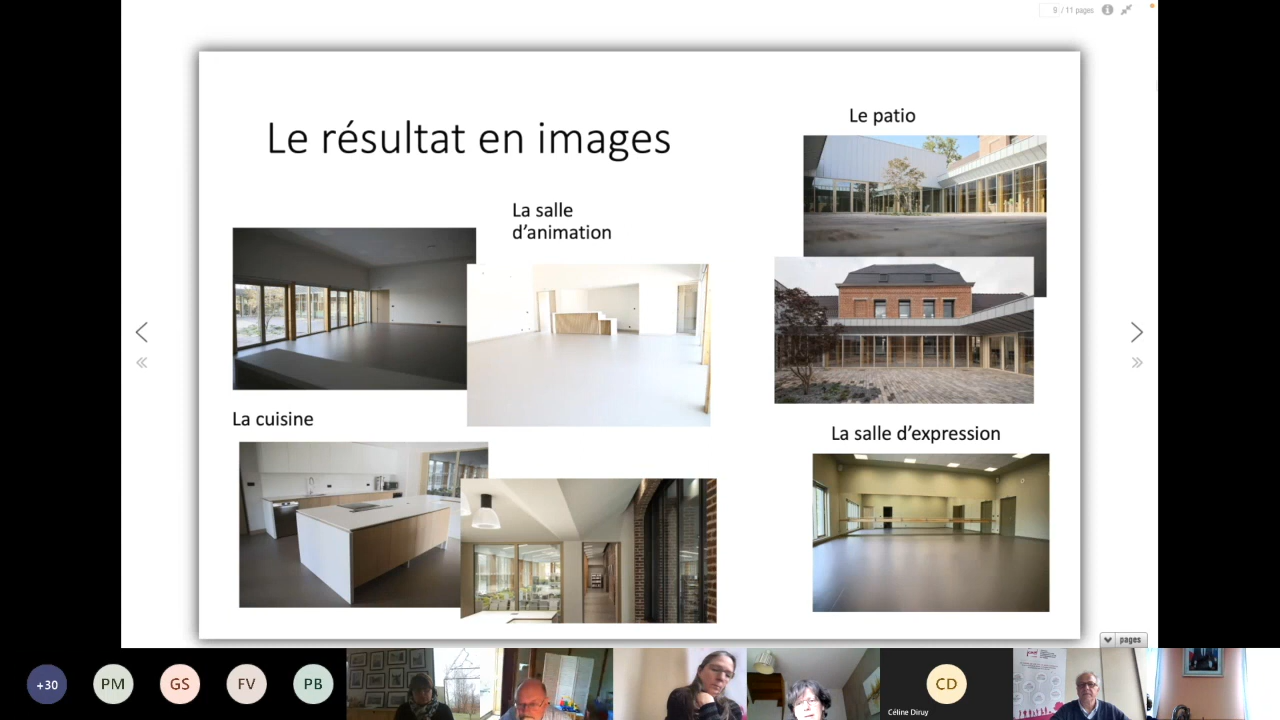 9 / 11 pages
Le résultat en images
Le patio
La salle
d'animation
La cuisine
La salle d'expression
pages
+30
PM
GS
FV
PB
CD
Céline Diruy